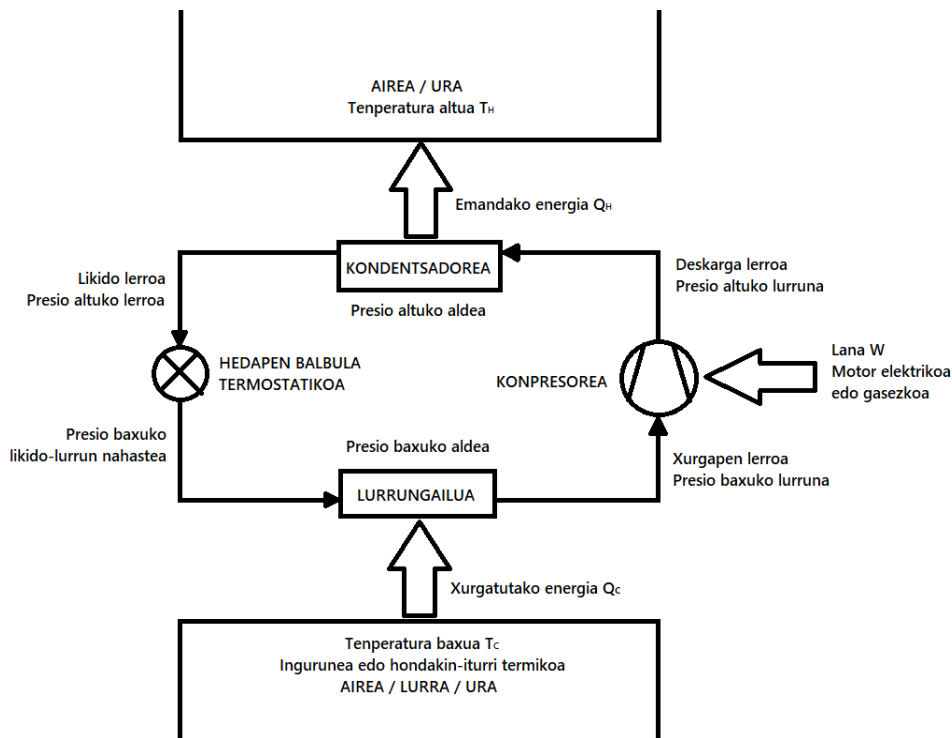 AIREA / URA
Tenperatura altua TH
Emandako energia QH
Likido lerroa
Presio altuko lerroa
KONDENTSADOREA
Presio altuko aldea
Deskarga lerroa
Presio altuko lurruna
HEDAPEN BALBULA
TERMOSTATIKOA
KONPRESOREA
Lana W
Motor elektrikoa
edo gasezkoa
Presio baxuko
likido-lurrun nahastea
Presio baxuko aldea
LURRUNGAILUA
Xurgapen lerroa
Presio baxuko lurruna
Xurgatutako energia QC
Tenperatura baxua TC
Ingurunea edo hondakin-iturri termikoa
AIREA / LURRA / URA